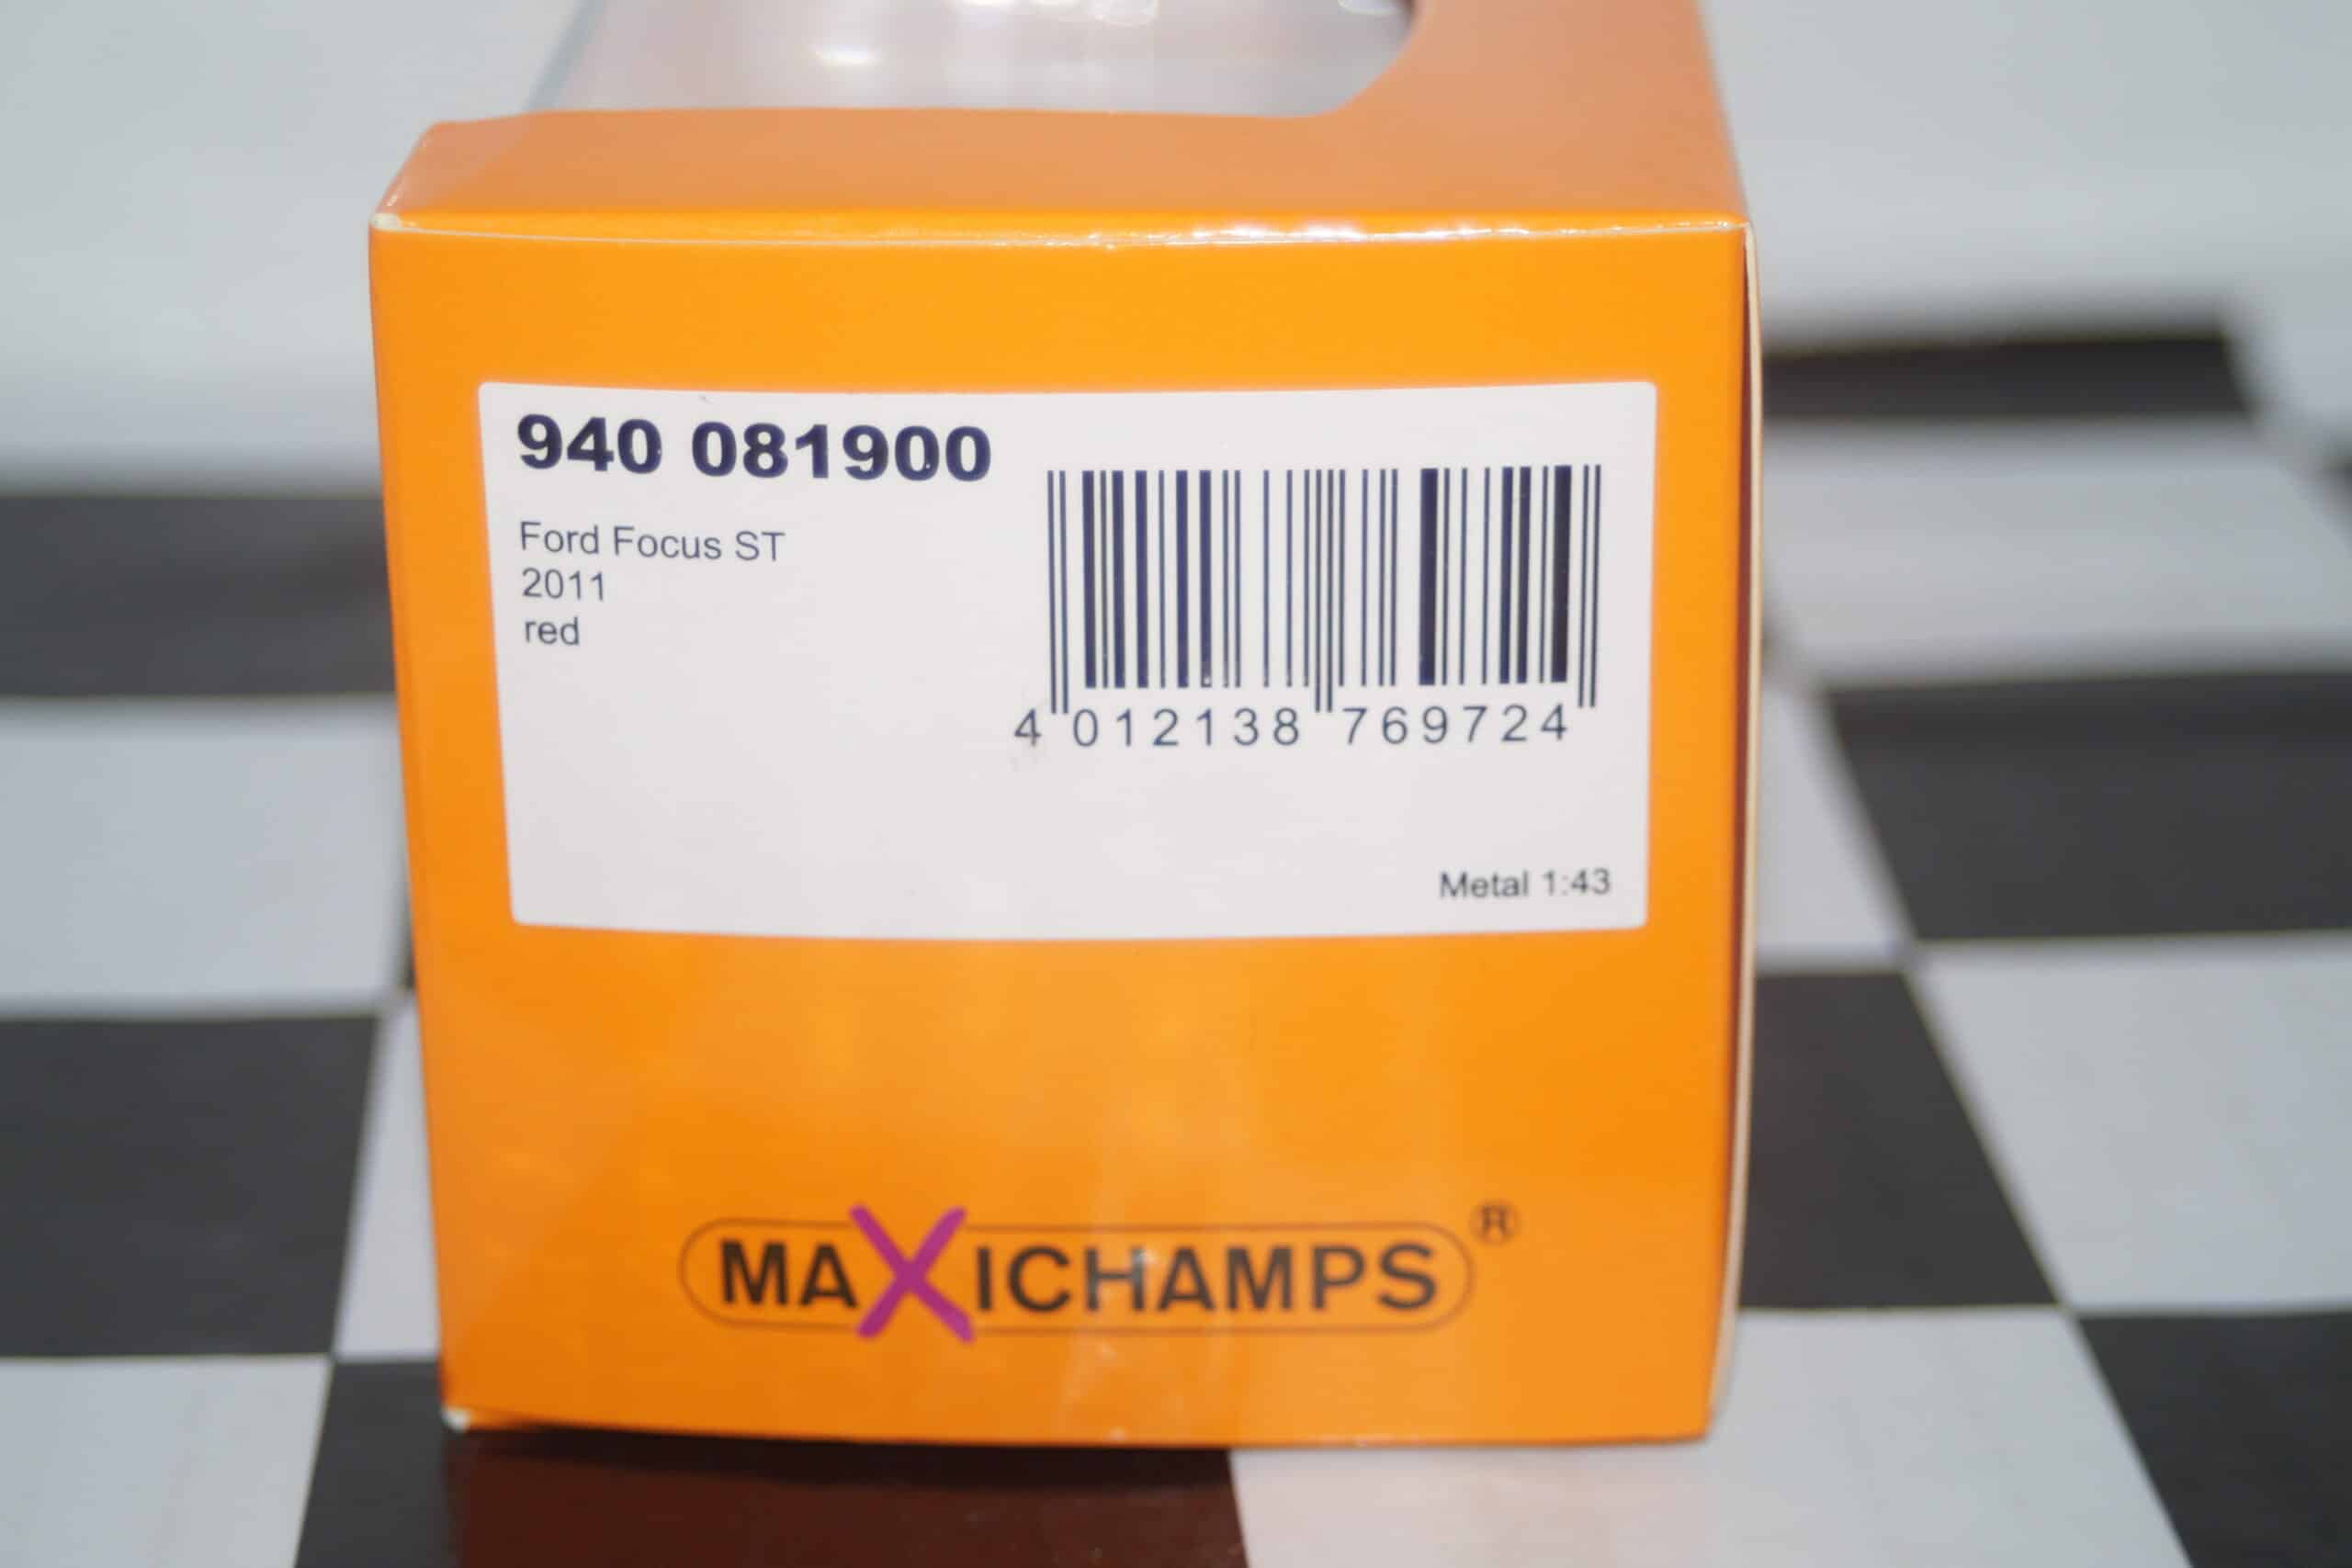 940 081900
Ford Focus ST
2011
red
4 012138 769724
Metal 1:43
MAXICHAMPS®